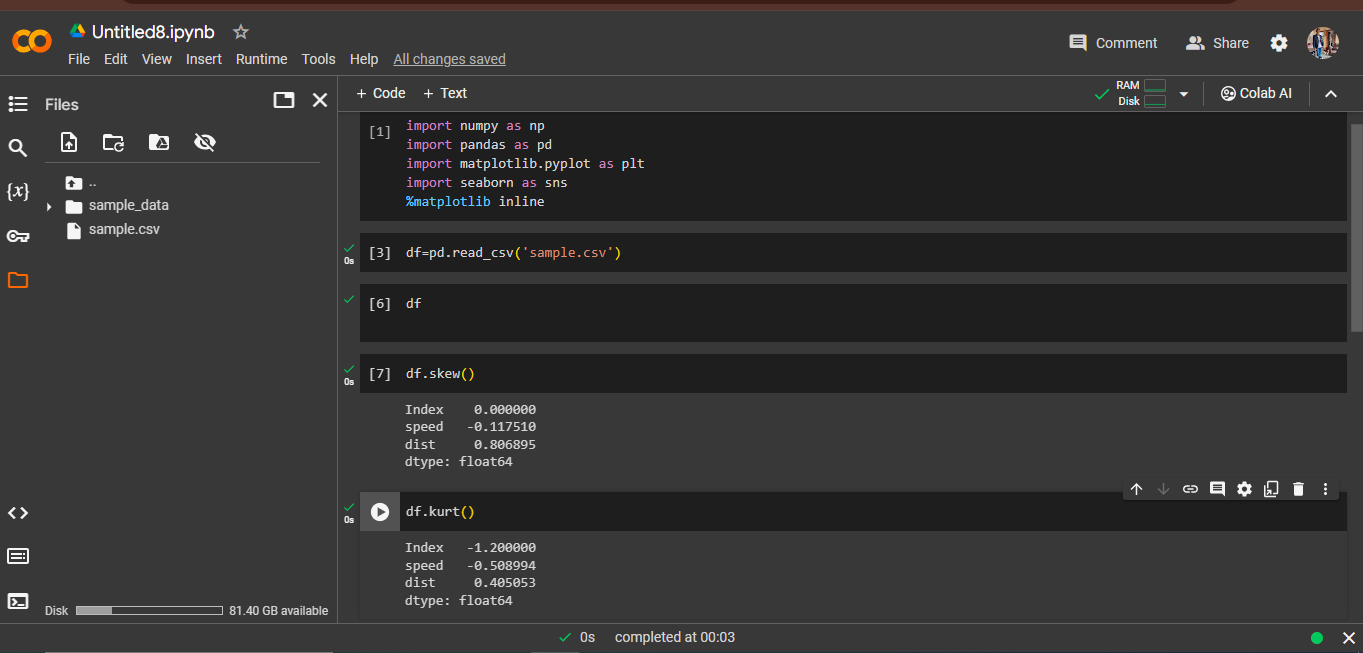 Untitled8.ipynb
File Edit View Insert Runtime Tools Help All changes saved
Comment
Share
Files
+ Code + Text
RAM
Disk
Colab AI
{x}
..
sample_data
sample.csv
<>
Disk 81.40 GB available
[1] import numpy as np
import pandas as pd
import matplotlib.pyplot as plt
import seaborn as sns
%matplotlib inline
0s
[3] df=pd.read_csv('sample.csv')
[6] df
0s
[7] df.skew()
Index 0.000000
speed -0.117510
dist 0.806895
dtype: float64
0s
df.kurt()
Index -1.200000
speed -0.508994
dist 0.405053
dtype: float64
0s completed at 00:03